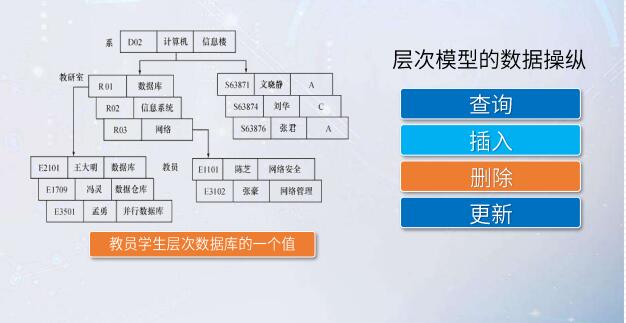 系 D02 计算机 信息楼
教研室
R01 数据库
R02 信息系统
R03 网络
S63871 文晓静 A
S63874 刘华 C
S63876 张君 A
教员
E2101 王大明 数据库
E1709 冯灵 数据仓库
E3501 孟勇 并行数据库
E1101 陈芝 网络安全
E3102 张豪 网络管理
教员学生层次数据库的一个值
层次模型的数据操纵
查询
插入
删除
更新